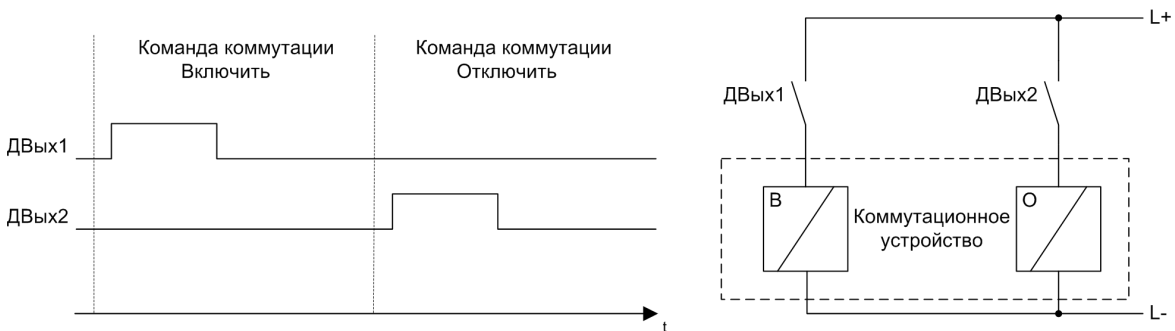 Команда коммутации
Включить
Команда коммутации
Отключить
ДВых1
ДВых2
t
L+
ДВых1
ДВых2
В
О
Коммутационное
устройство
L-